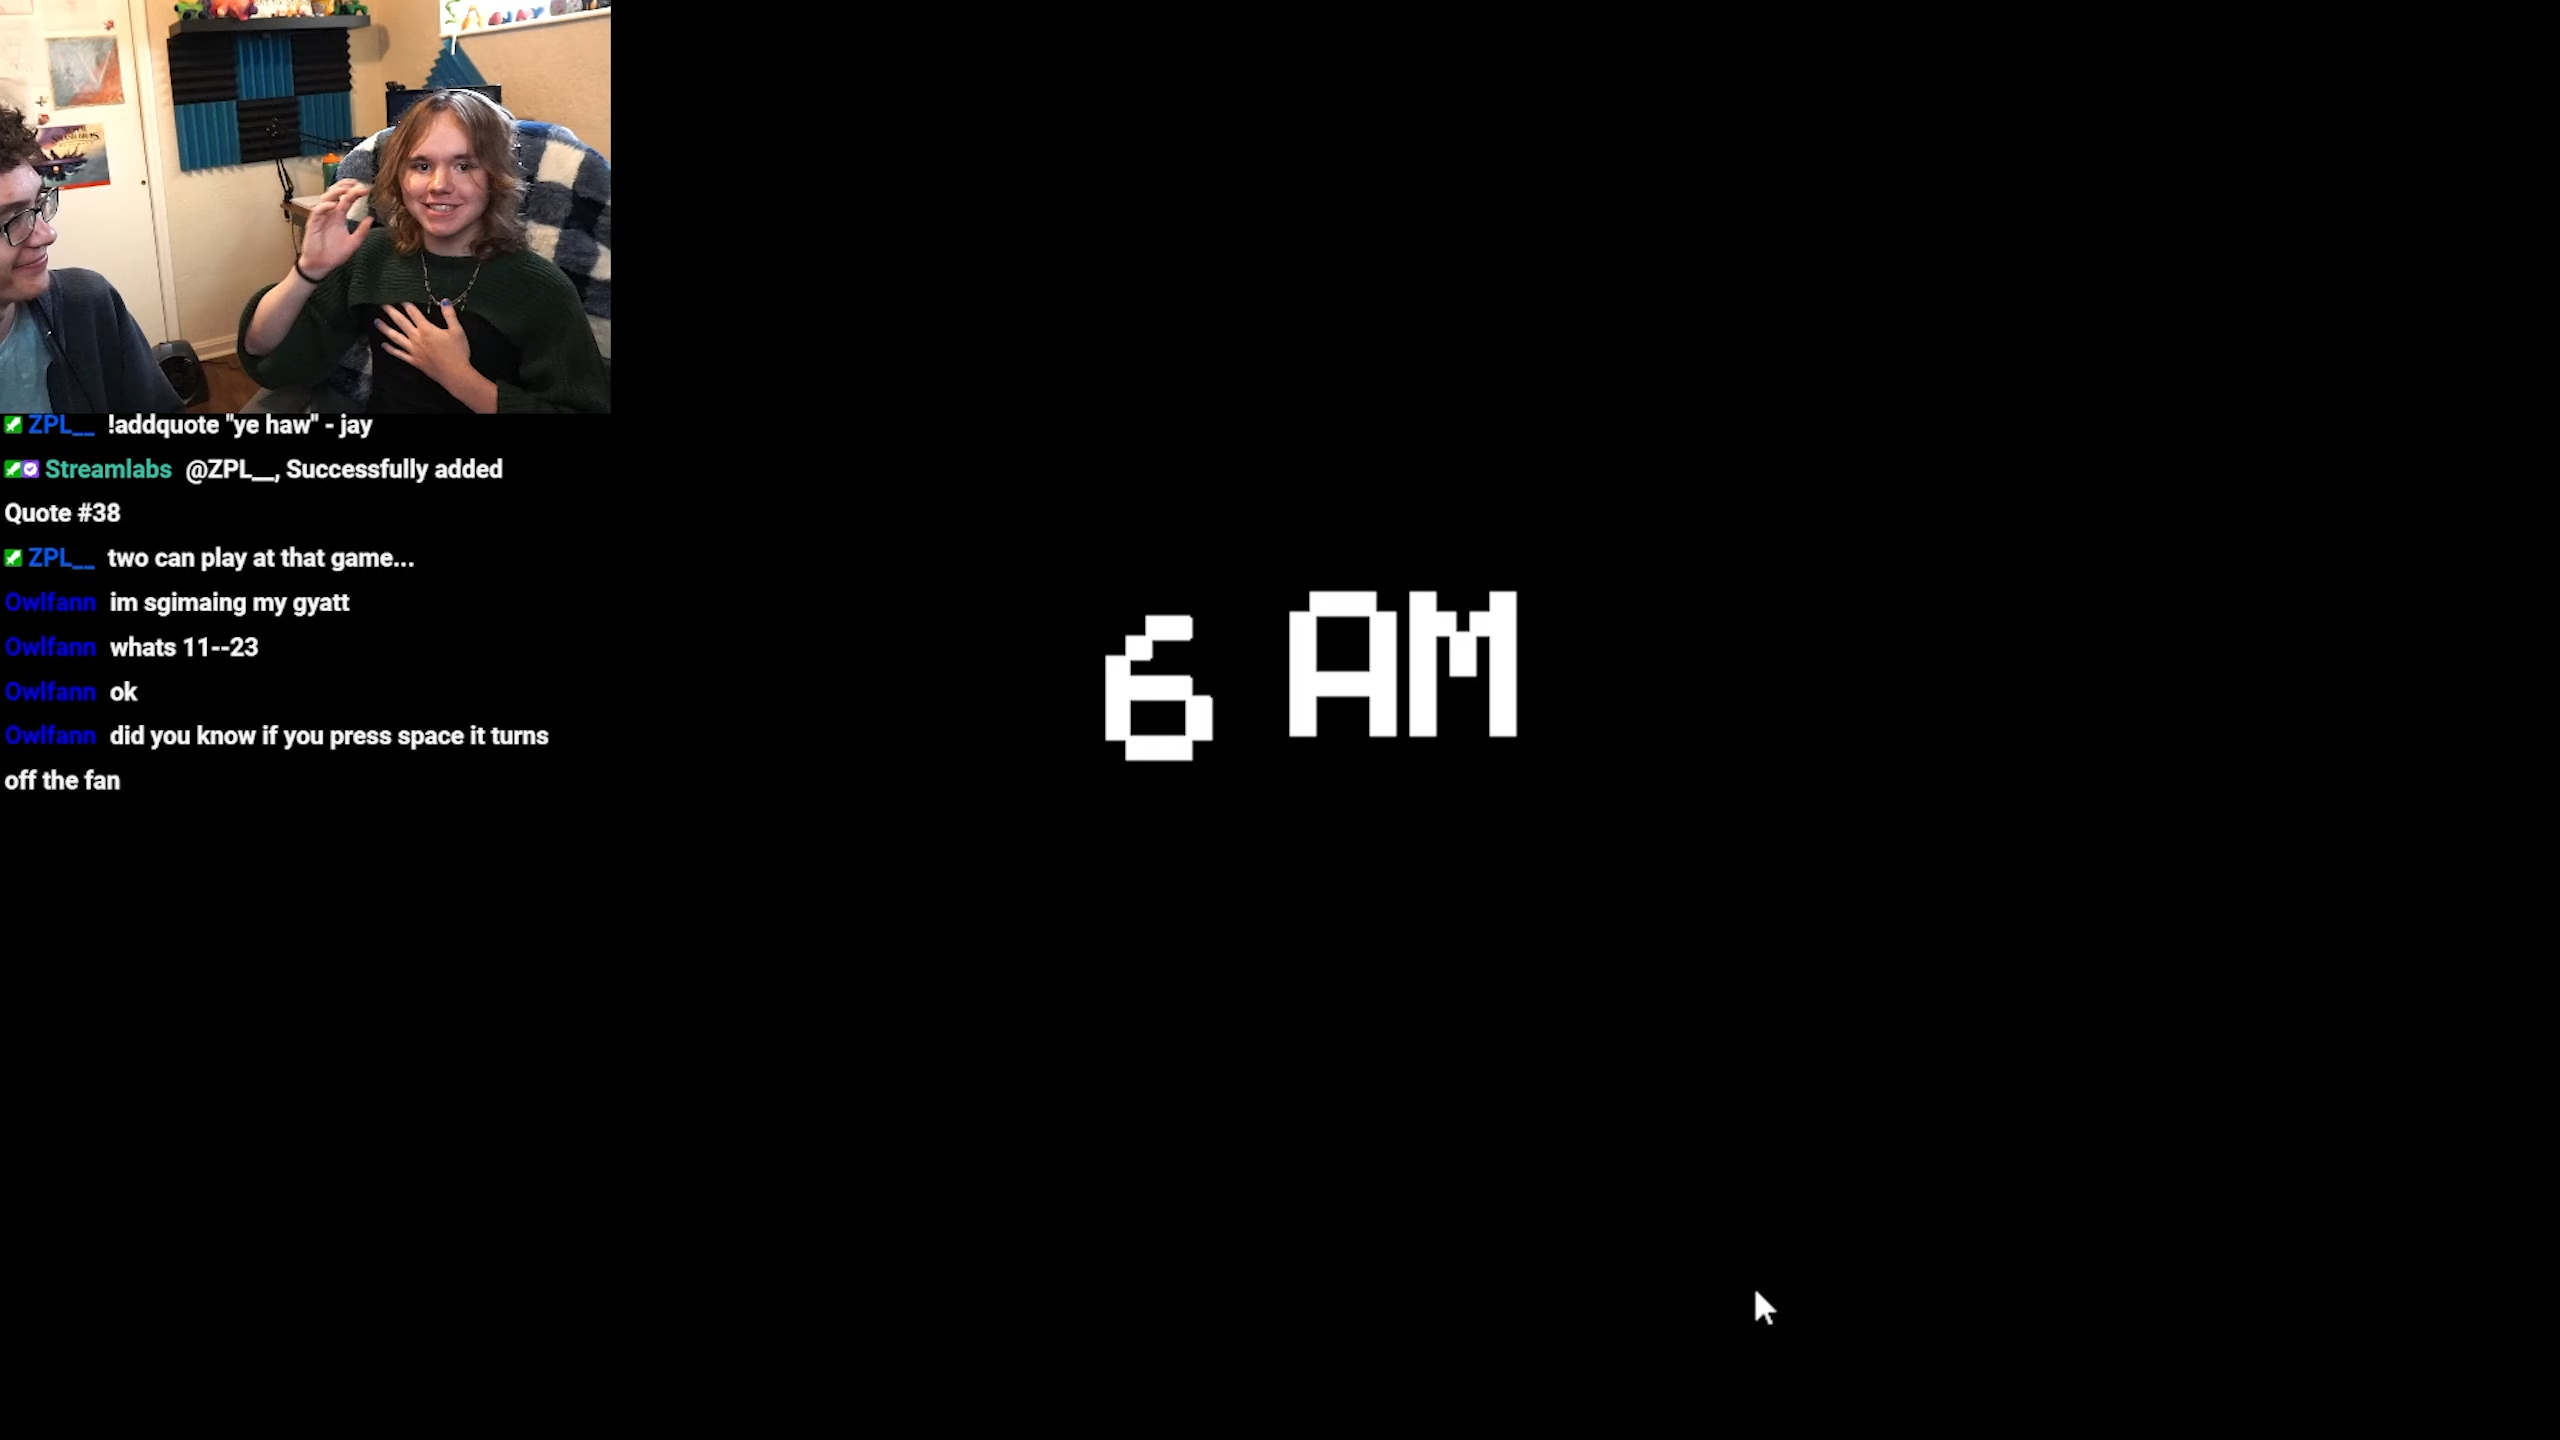 ZPL__ !addquote "ye haw" - jay
Streamlabs @ZPL__, Successfully added
Quote #38
ZPL__ two can play at that game...
Owlfann im sgimaing my gyatt
Owlfann whats 11--23
Owlfann ok
Owlfann did you know if you press space it turns
off the fan
6 AM